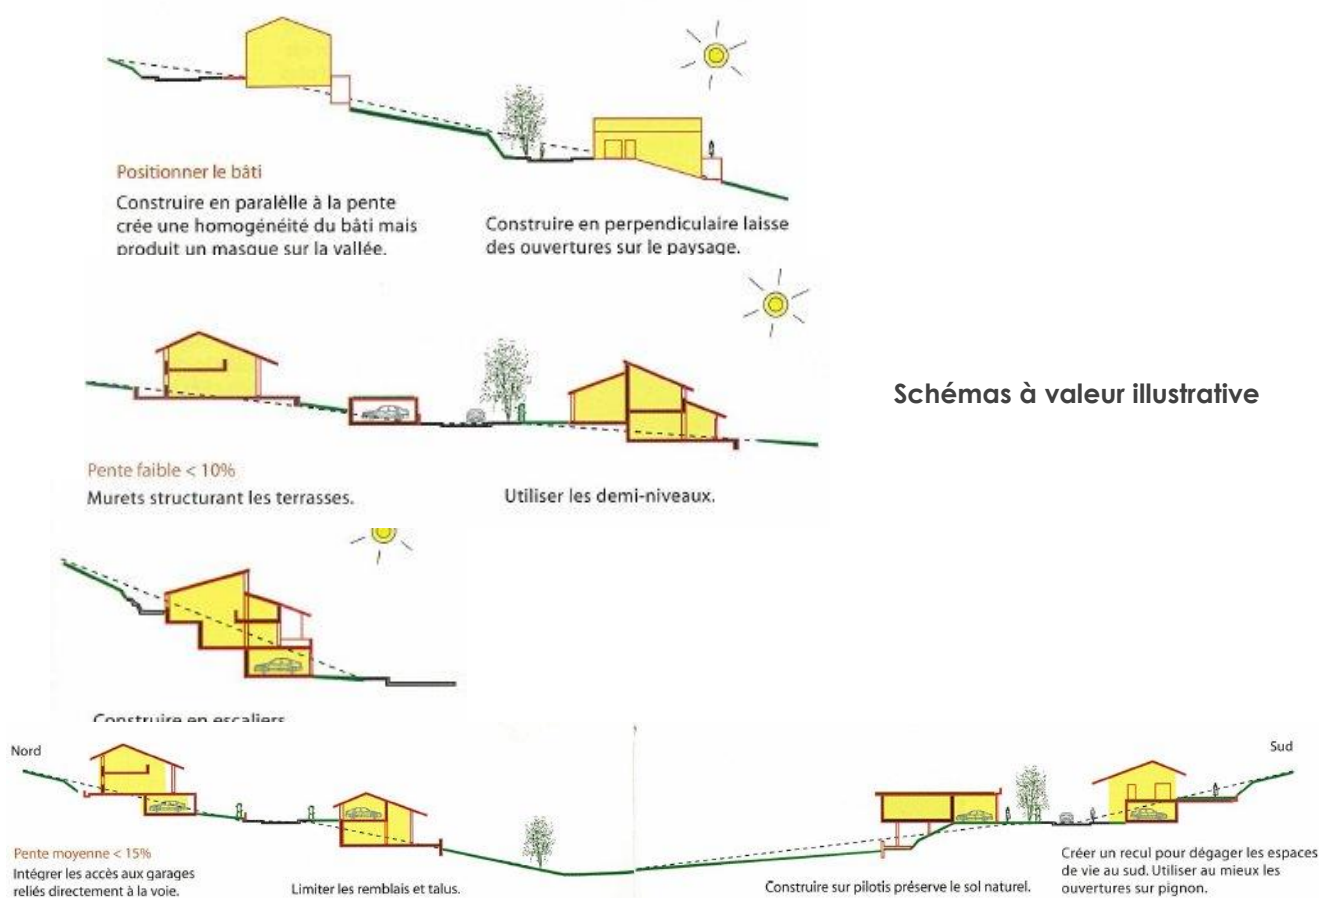 Positionner le bâti
Construire en paralèlle à la pente
crée une homogénéité du bâti mais
produit un masque sur la vallée.
Construire en perpendiculaire laisse
des ouvertures sur le paysage.
Schémas à valeur illustrative
Pente faible < 10%
Murets structurant les terrasses.
Utiliser les demi-niveaux.
Construire en escaliers
Nord
Sud
Pente moyenne < 15%
Intégrer les accès aux garages
reliés directement à la voie.
Limiter les remblais et talus.
Construire sur pilotis préserve le sol naturel.
Créer un recul pour dégager les espaces
de vie au sud. Utiliser au mieux les
ouvertures sur pignon.